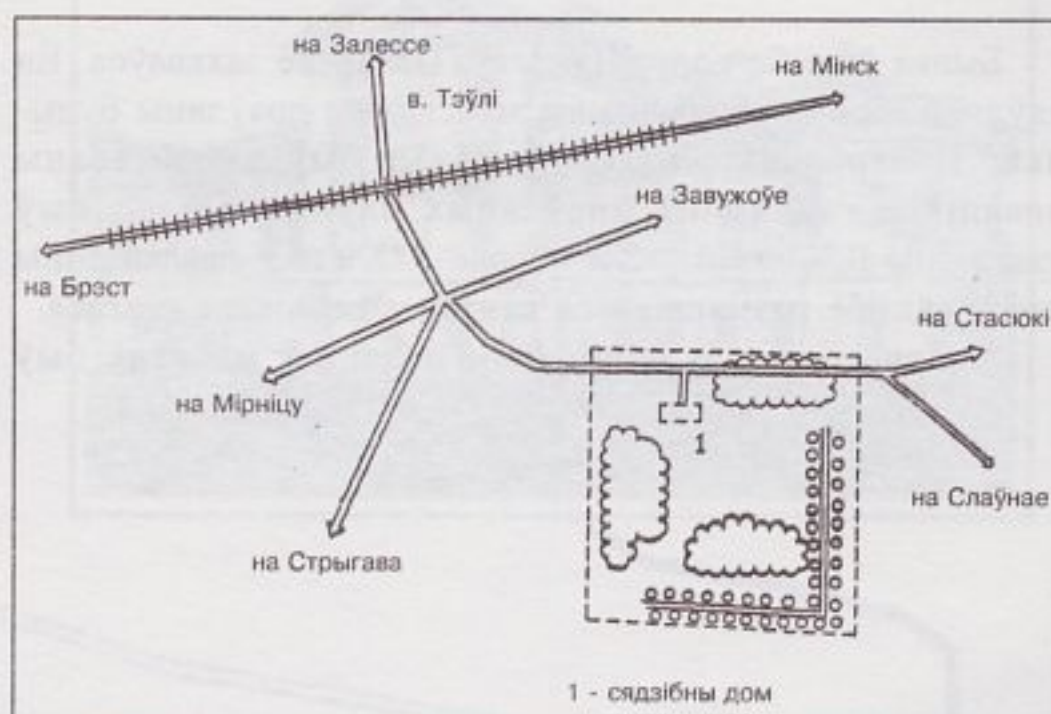 на Залессе
на Мінск
в. Тэўлі
на Завужоўе
на Брэст
на Стасюкі
на Мірніцу
1
на Слаўнае
на Стрыгава
1 - сядзібны дом